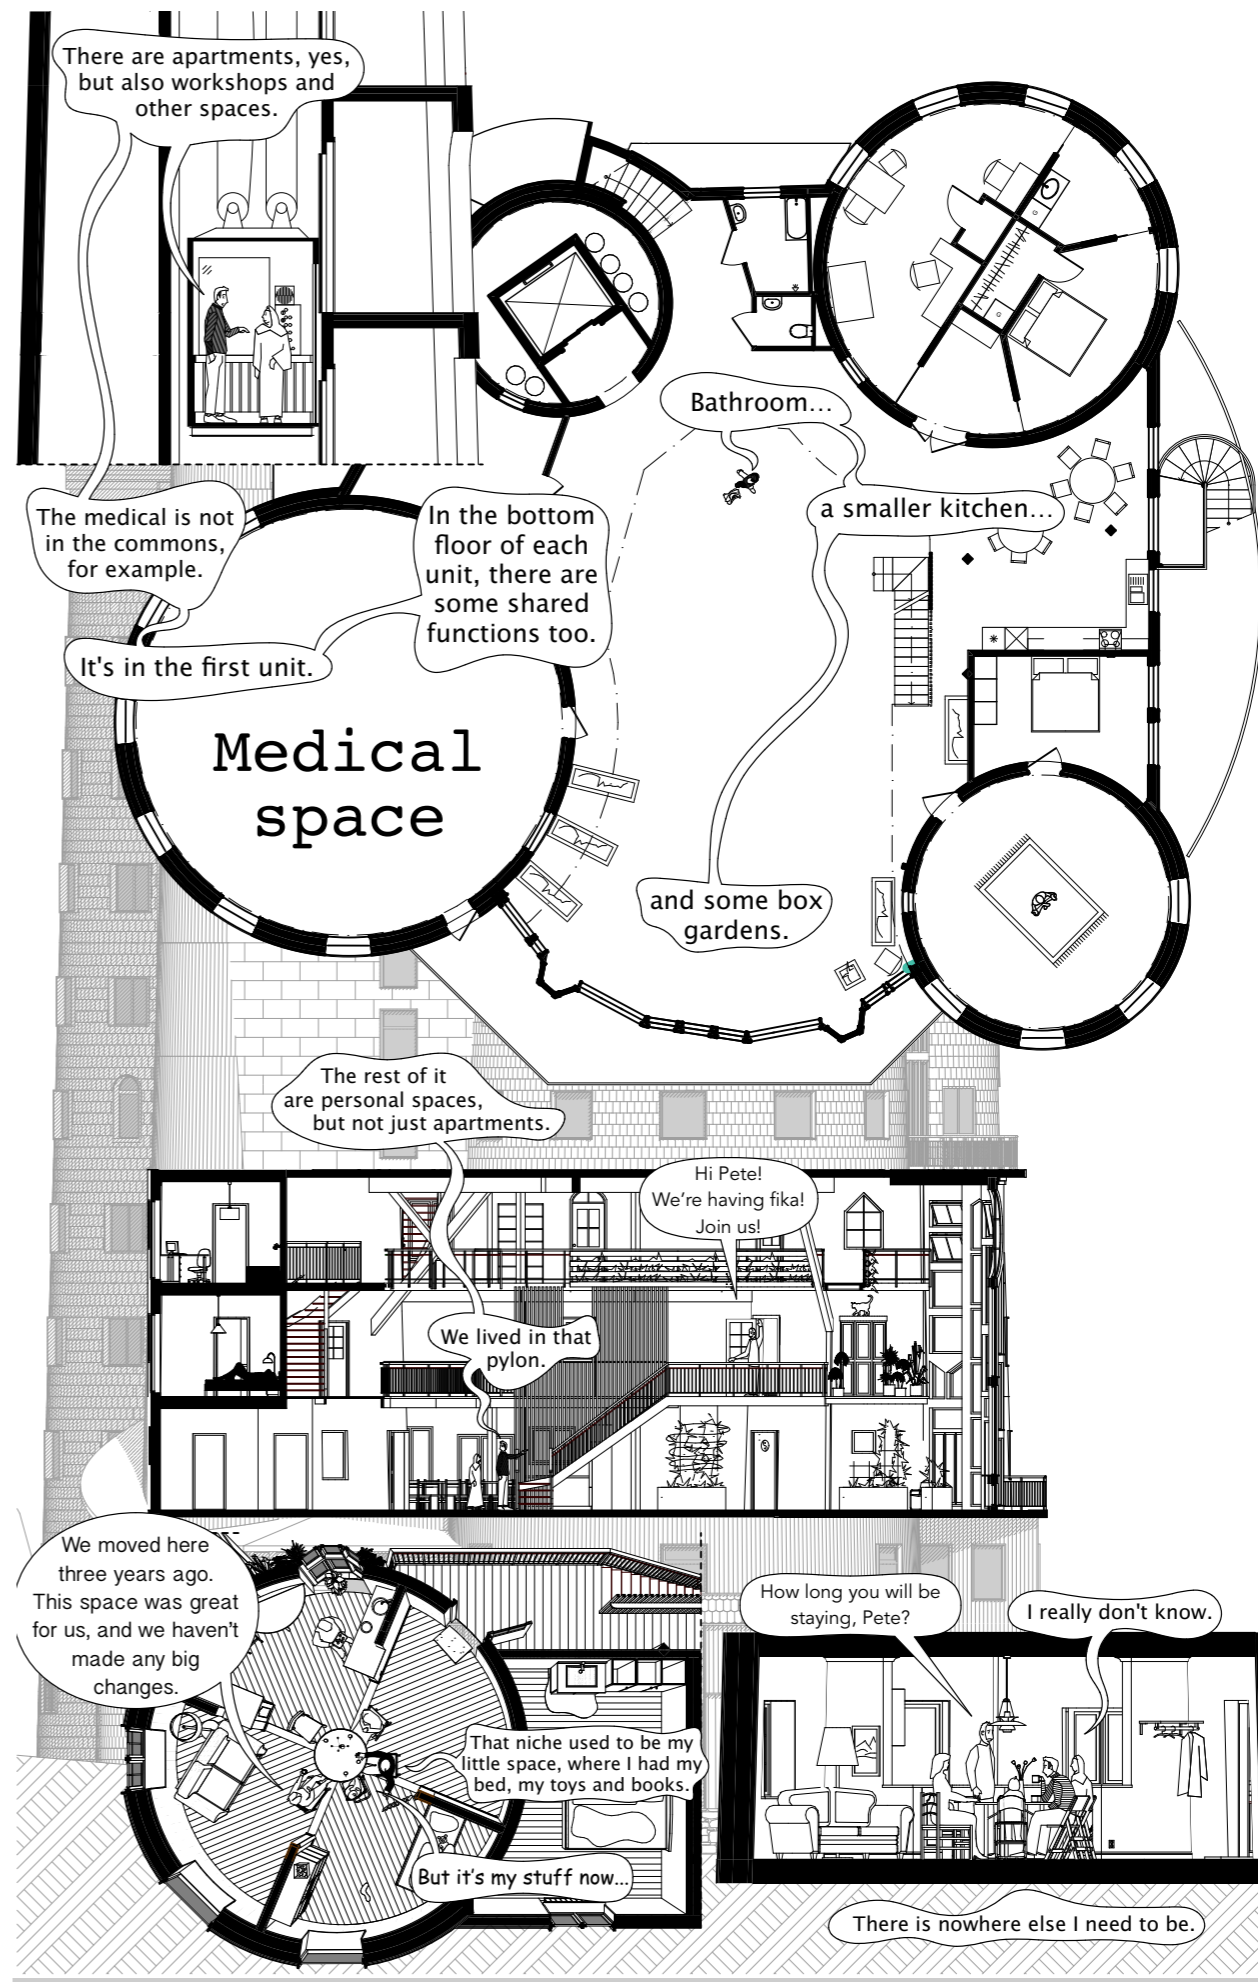 There are apartments, yes,
but also workshops and
other spaces.
The medical is not
in the commons,
for example.
It's in the first unit.
In the bottom
floor of each
unit, there are
some shared
functions too.
Medical
space
Bathroom...
a smaller kitchen...
and some box
gardens.
The rest of it
are personal spaces,
but not just apartments.
We lived in that
pylon.
Hi Pete!
We're having fika!
Join us!
We moved here
three years ago.
This space was great
for us, and we haven't
made any big
changes.
That niche used to be my
little space, where I had my
bed, my toys and books.
But it's my stuff now...
How long you will be
staying, Pete?
I really don't know.
There is nowhere else I need to be.